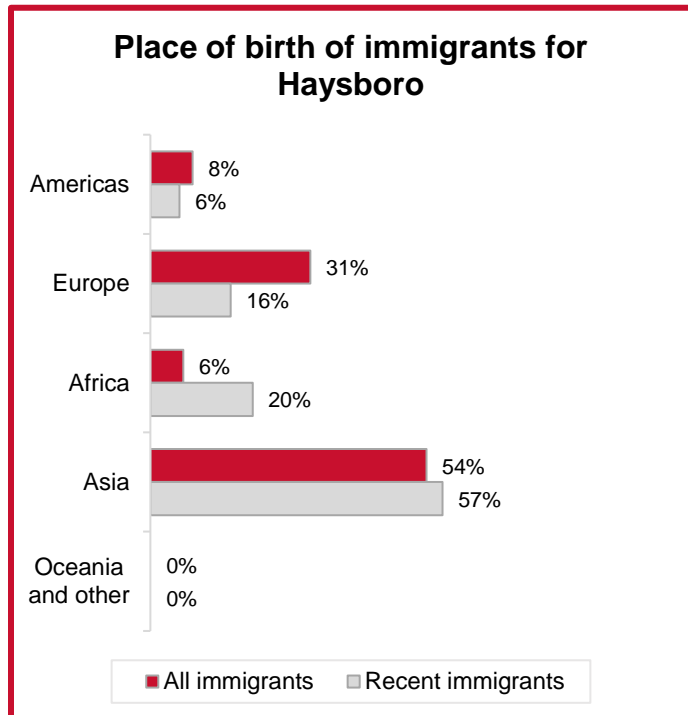 Place of birth of immigrants for
Haysboro
Americas
8%
6%
Europe
31%
16%
Africa
6%
20%
Asia
54%
57%
Oceania
and other
0%
0%
All immigrants
Recent immigrants